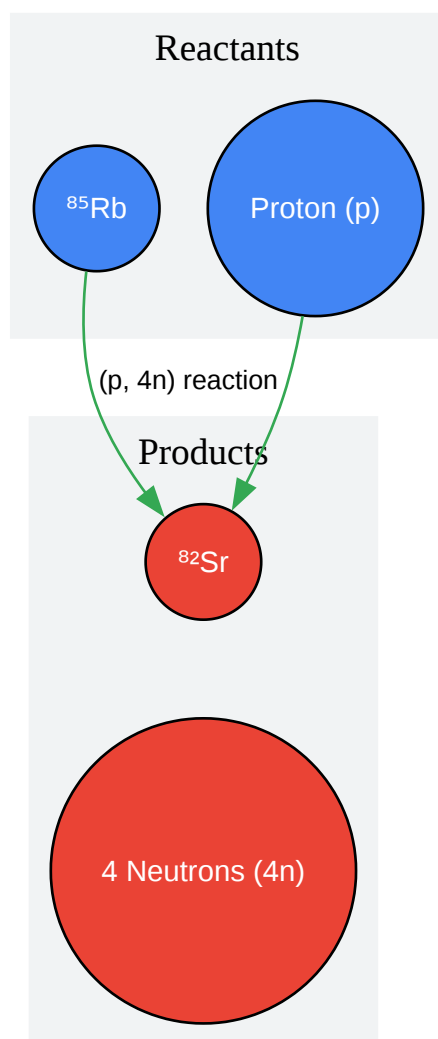 Reactants
⁸⁵Rb
Proton (p)
(p, 4n) reaction
Products
⁸²Sr
4 Neutrons (4n)